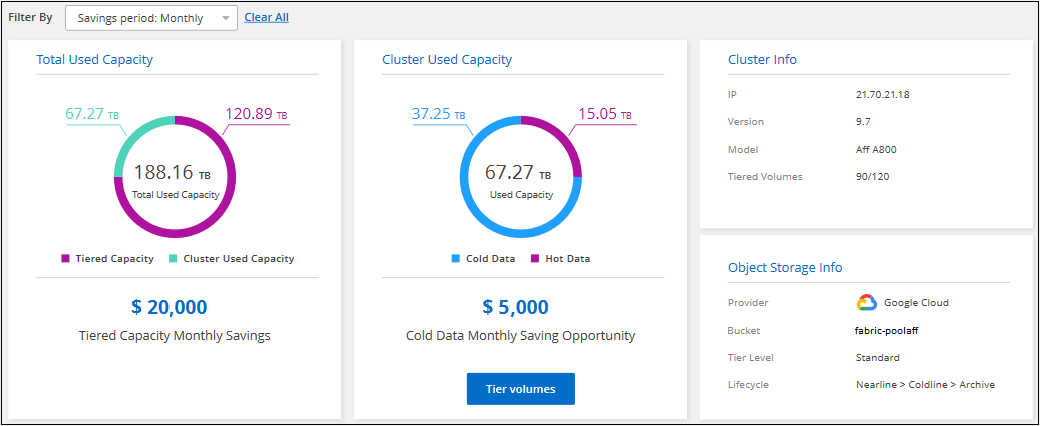 Filter By
Savings period: Monthly
Clear All
Total Used Capacity
67.27 TB
120.89 TB
188.16 TB
Total Used Capacity
Tiered Capacity
Cluster Used Capacity
$ 20,000
Tiered Capacity Monthly Savings
Cluster Used Capacity
37.25 TB
15.05 TB
67.27 TB
Used Capacity
Cold Data
Hot Data
$ 5,000
Cold Data Monthly Saving Opportunity
Tier volumes
Cluster Info
IP 21.70.21.18
Version 9.7
Model Aff A800
Tiered Volumes 90/120
Object Storage Info
Provider Google Cloud
Bucket fabric-poolaff
Tier Level Standard
Lifecycle Nearline > Coldline > Archive